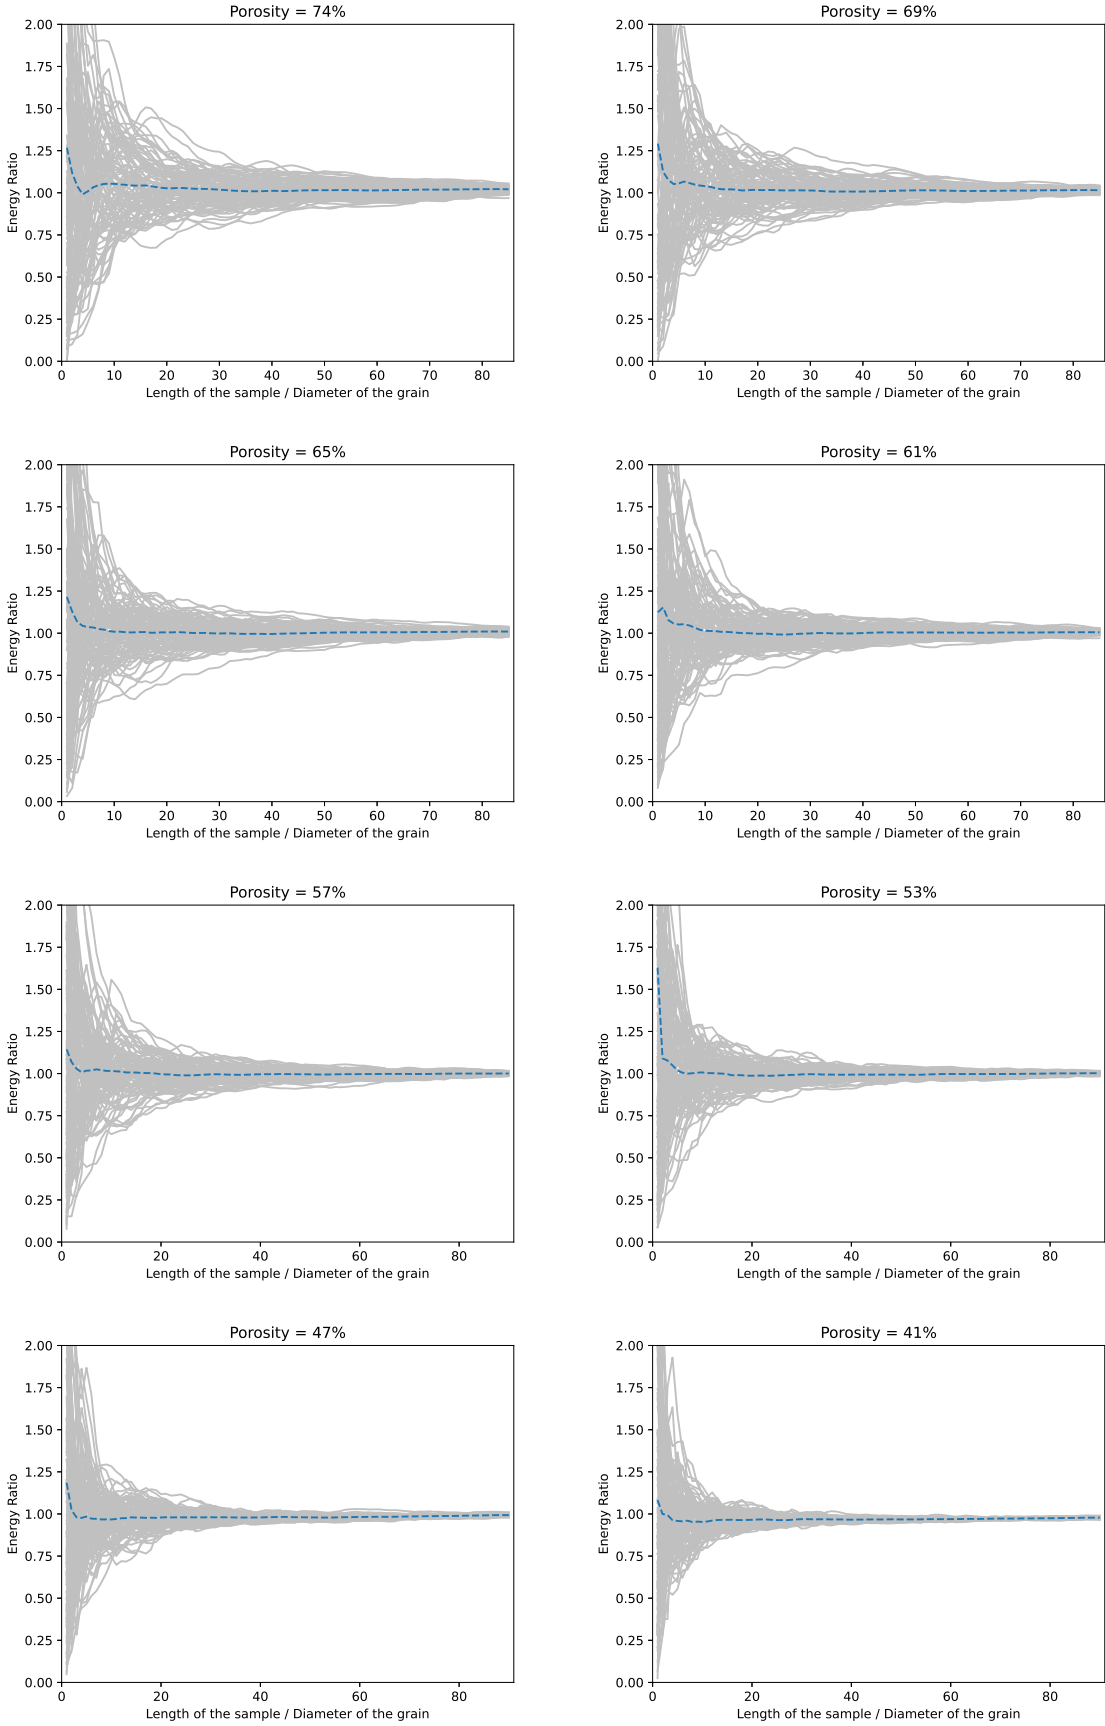 Porosity = 74%
Porosity = 69%
2.00
1.75
1.50
1.25
1.00
0.75
0.50
0.25
0.00
Energy Ratio
0 10 20 30 40 50 60 70 80
Length of the sample / Diameter of the grain
2.00
1.75
1.50
1.25
1.00
0.75
0.50
0.25
0.00
Energy Ratio
0 10 20 30 40 50 60 70 80
Length of the sample / Diameter of the grain
Porosity = 65%
Porosity = 61%
2.00
1.75
1.50
1.25
1.00
0.75
0.50
0.25
0.00
Energy Ratio
0 10 20 30 40 50 60 70 80
Length of the sample / Diameter of the grain
2.00
1.75
1.50
1.25
1.00
0.75
0.50
0.25
0.00
Energy Ratio
0 10 20 30 40 50 60 70 80
Length of the sample / Diameter of the grain
Porosity = 57%
Porosity = 53%
2.00
1.75
1.50
1.25
1.00
0.75
0.50
0.25
0.00
Energy Ratio
0 20 40 60 80
Length of the sample / Diameter of the grain
2.00
1.75
1.50
1.25
1.00
0.75
0.50
0.25
0.00
Energy Ratio
0 20 40 60 80
Length of the sample / Diameter of the grain
Porosity = 47%
Porosity = 41%
2.00
1.75
1.50
1.25
1.00
0.75
0.50
0.25
0.00
Energy Ratio
0 20 40 60 80
Length of the sample / Diameter of the grain
2.00
1.75
1.50
1.25
1.00
0.75
0.50
0.25
0.00
Energy Ratio
0 20 40 60 80
Length of the sample / Diameter of the grain